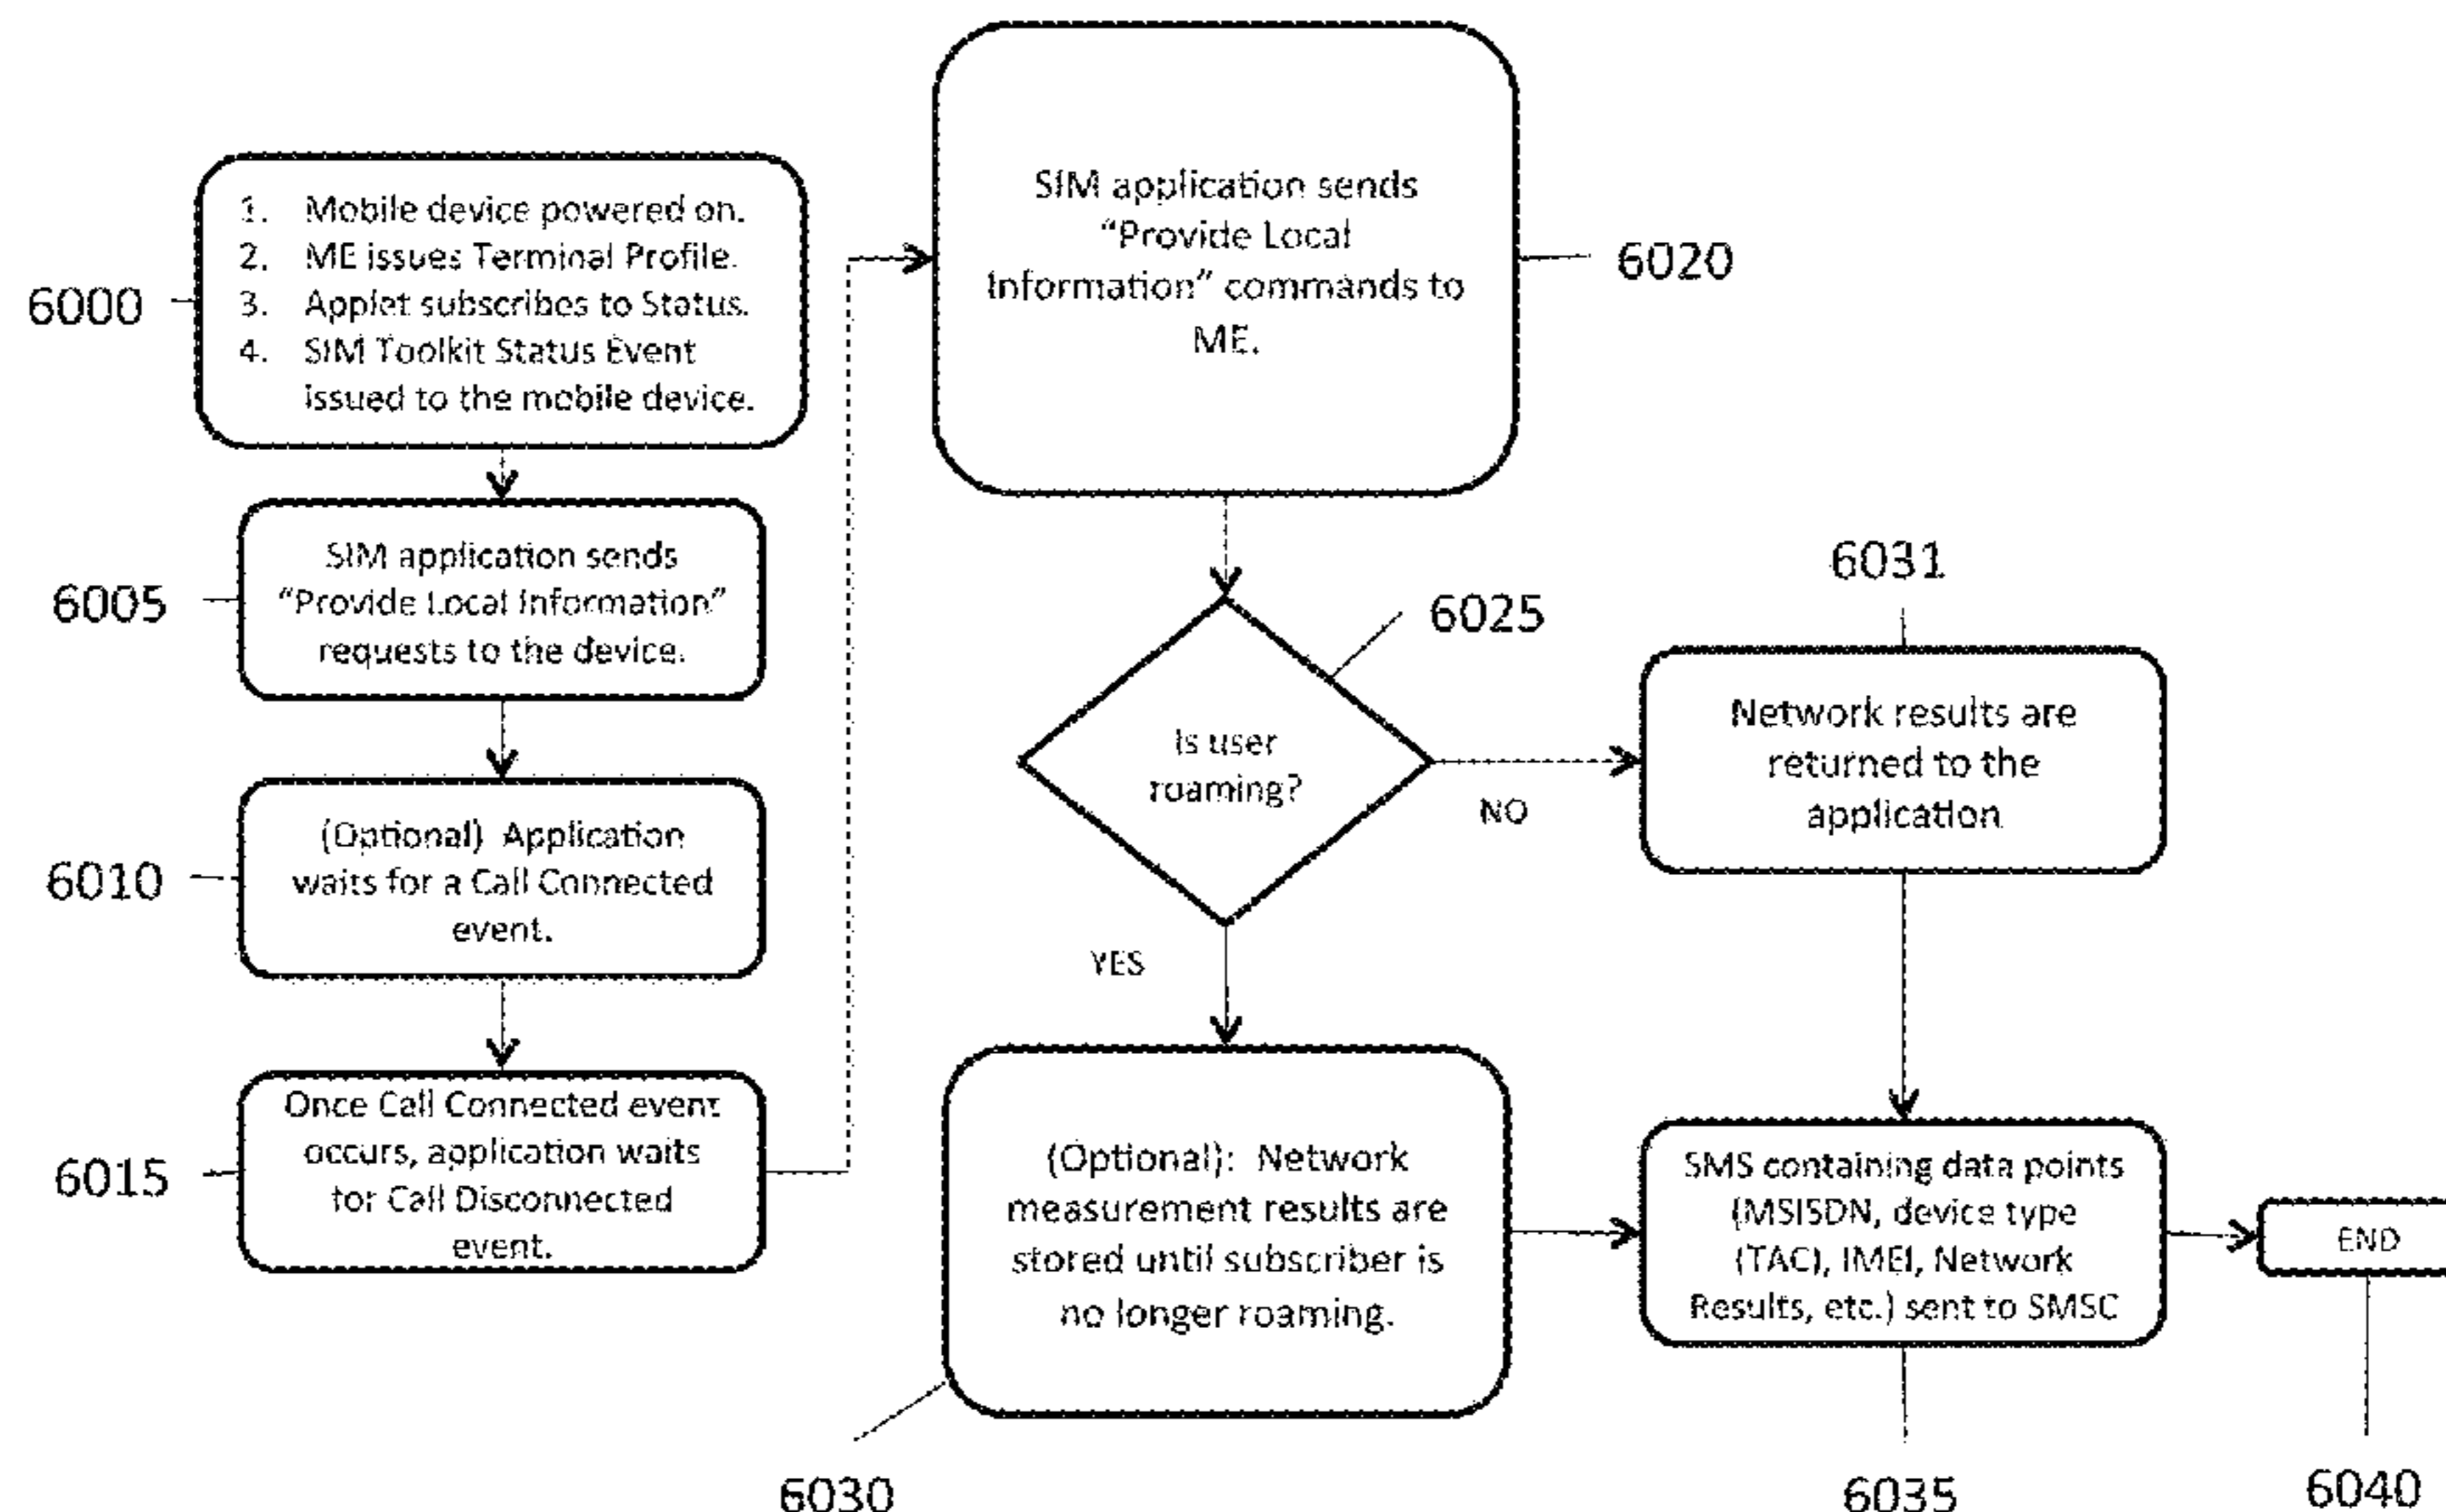 6000
1. Mobile device powered on.
2. ME issues Terminal Profile.
3. Applet subscribes to Status.
4. SIM Toolkit Status Event
issued to the mobile device.
6005
SIM application sends
“Provide Local Information”
requests to the device.
6010
(Optional) Application
waits for a Call Connected
event.
6015
Once Call Connected event
occurs, application waits
for Call Disconnected
event.
SIM application sends
“Provide Local
Information” commands to
ME.
6020
6025
Is user
roaming?
NO
YES
6031
Network results are
returned to the
application
(Optional): Network
measurement results are
stored until subscriber is
no longer roaming.
6030
SMS containing data points
(MSISDN, device type
(TAC), IMEI, Network
Results, etc.) sent to SMSC
6035
END
6040